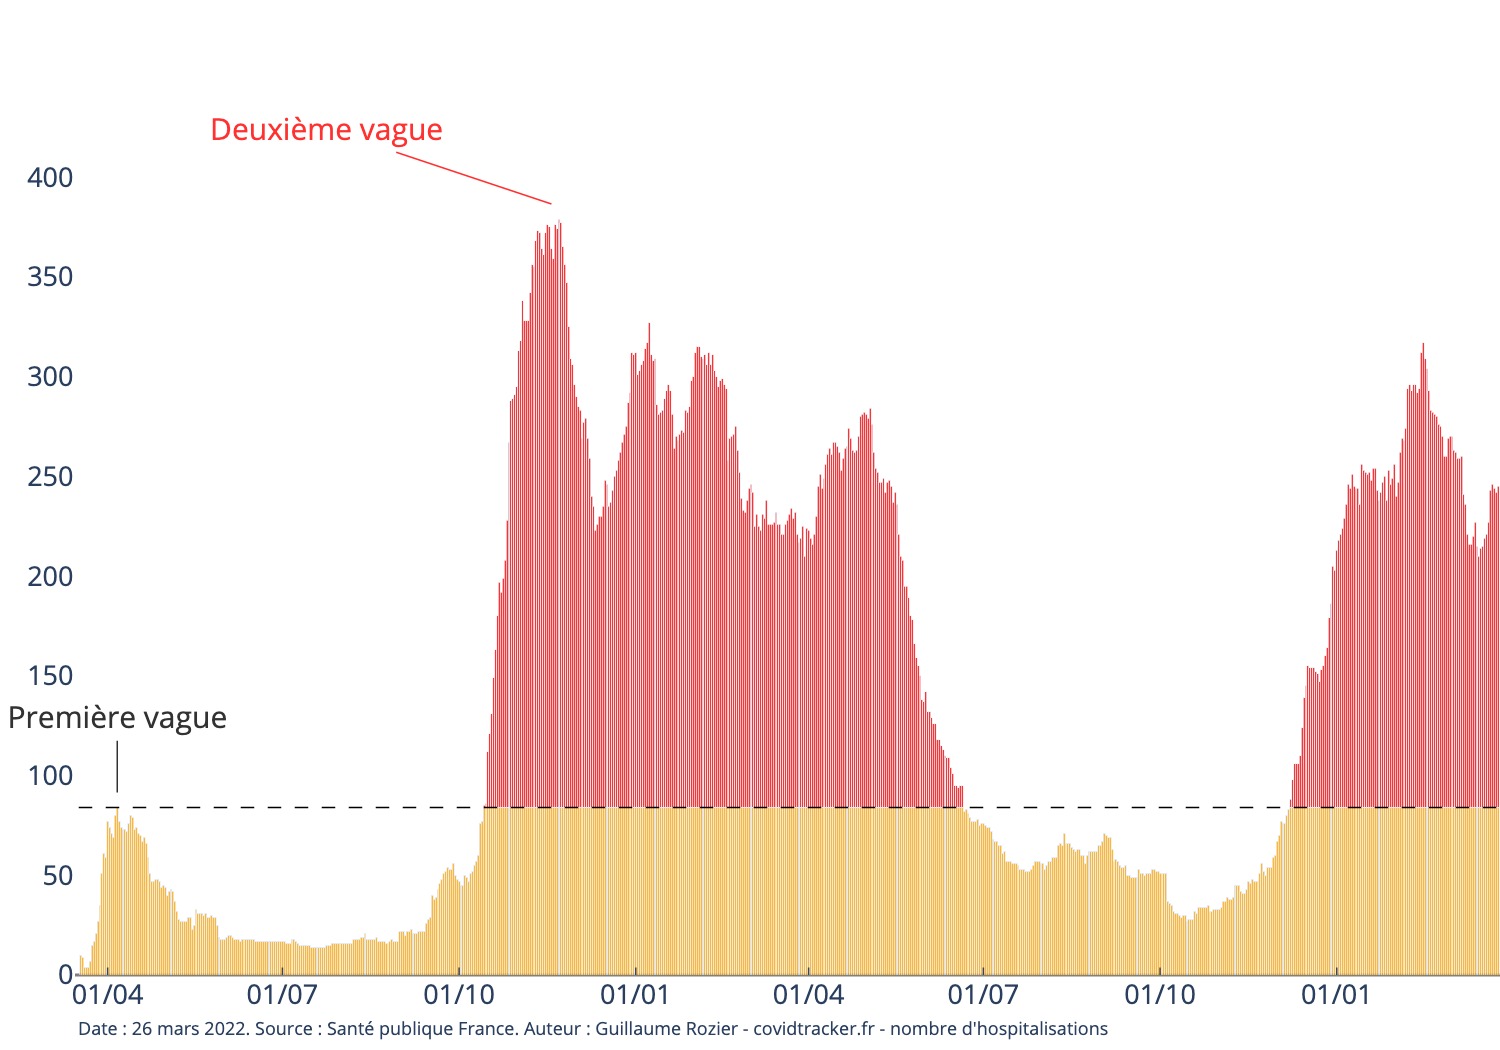 Deuxième vague
400
350
300
250
200
150
Première vague
100
50
0
01/04 01/07 01/10 01/01 01/04 01/07 01/10 01/01
Date : 26 mars 2022. Source : Santé publique France. Auteur : Guillaume Rozier - covidtracker.fr - nombre d'hospitalisations